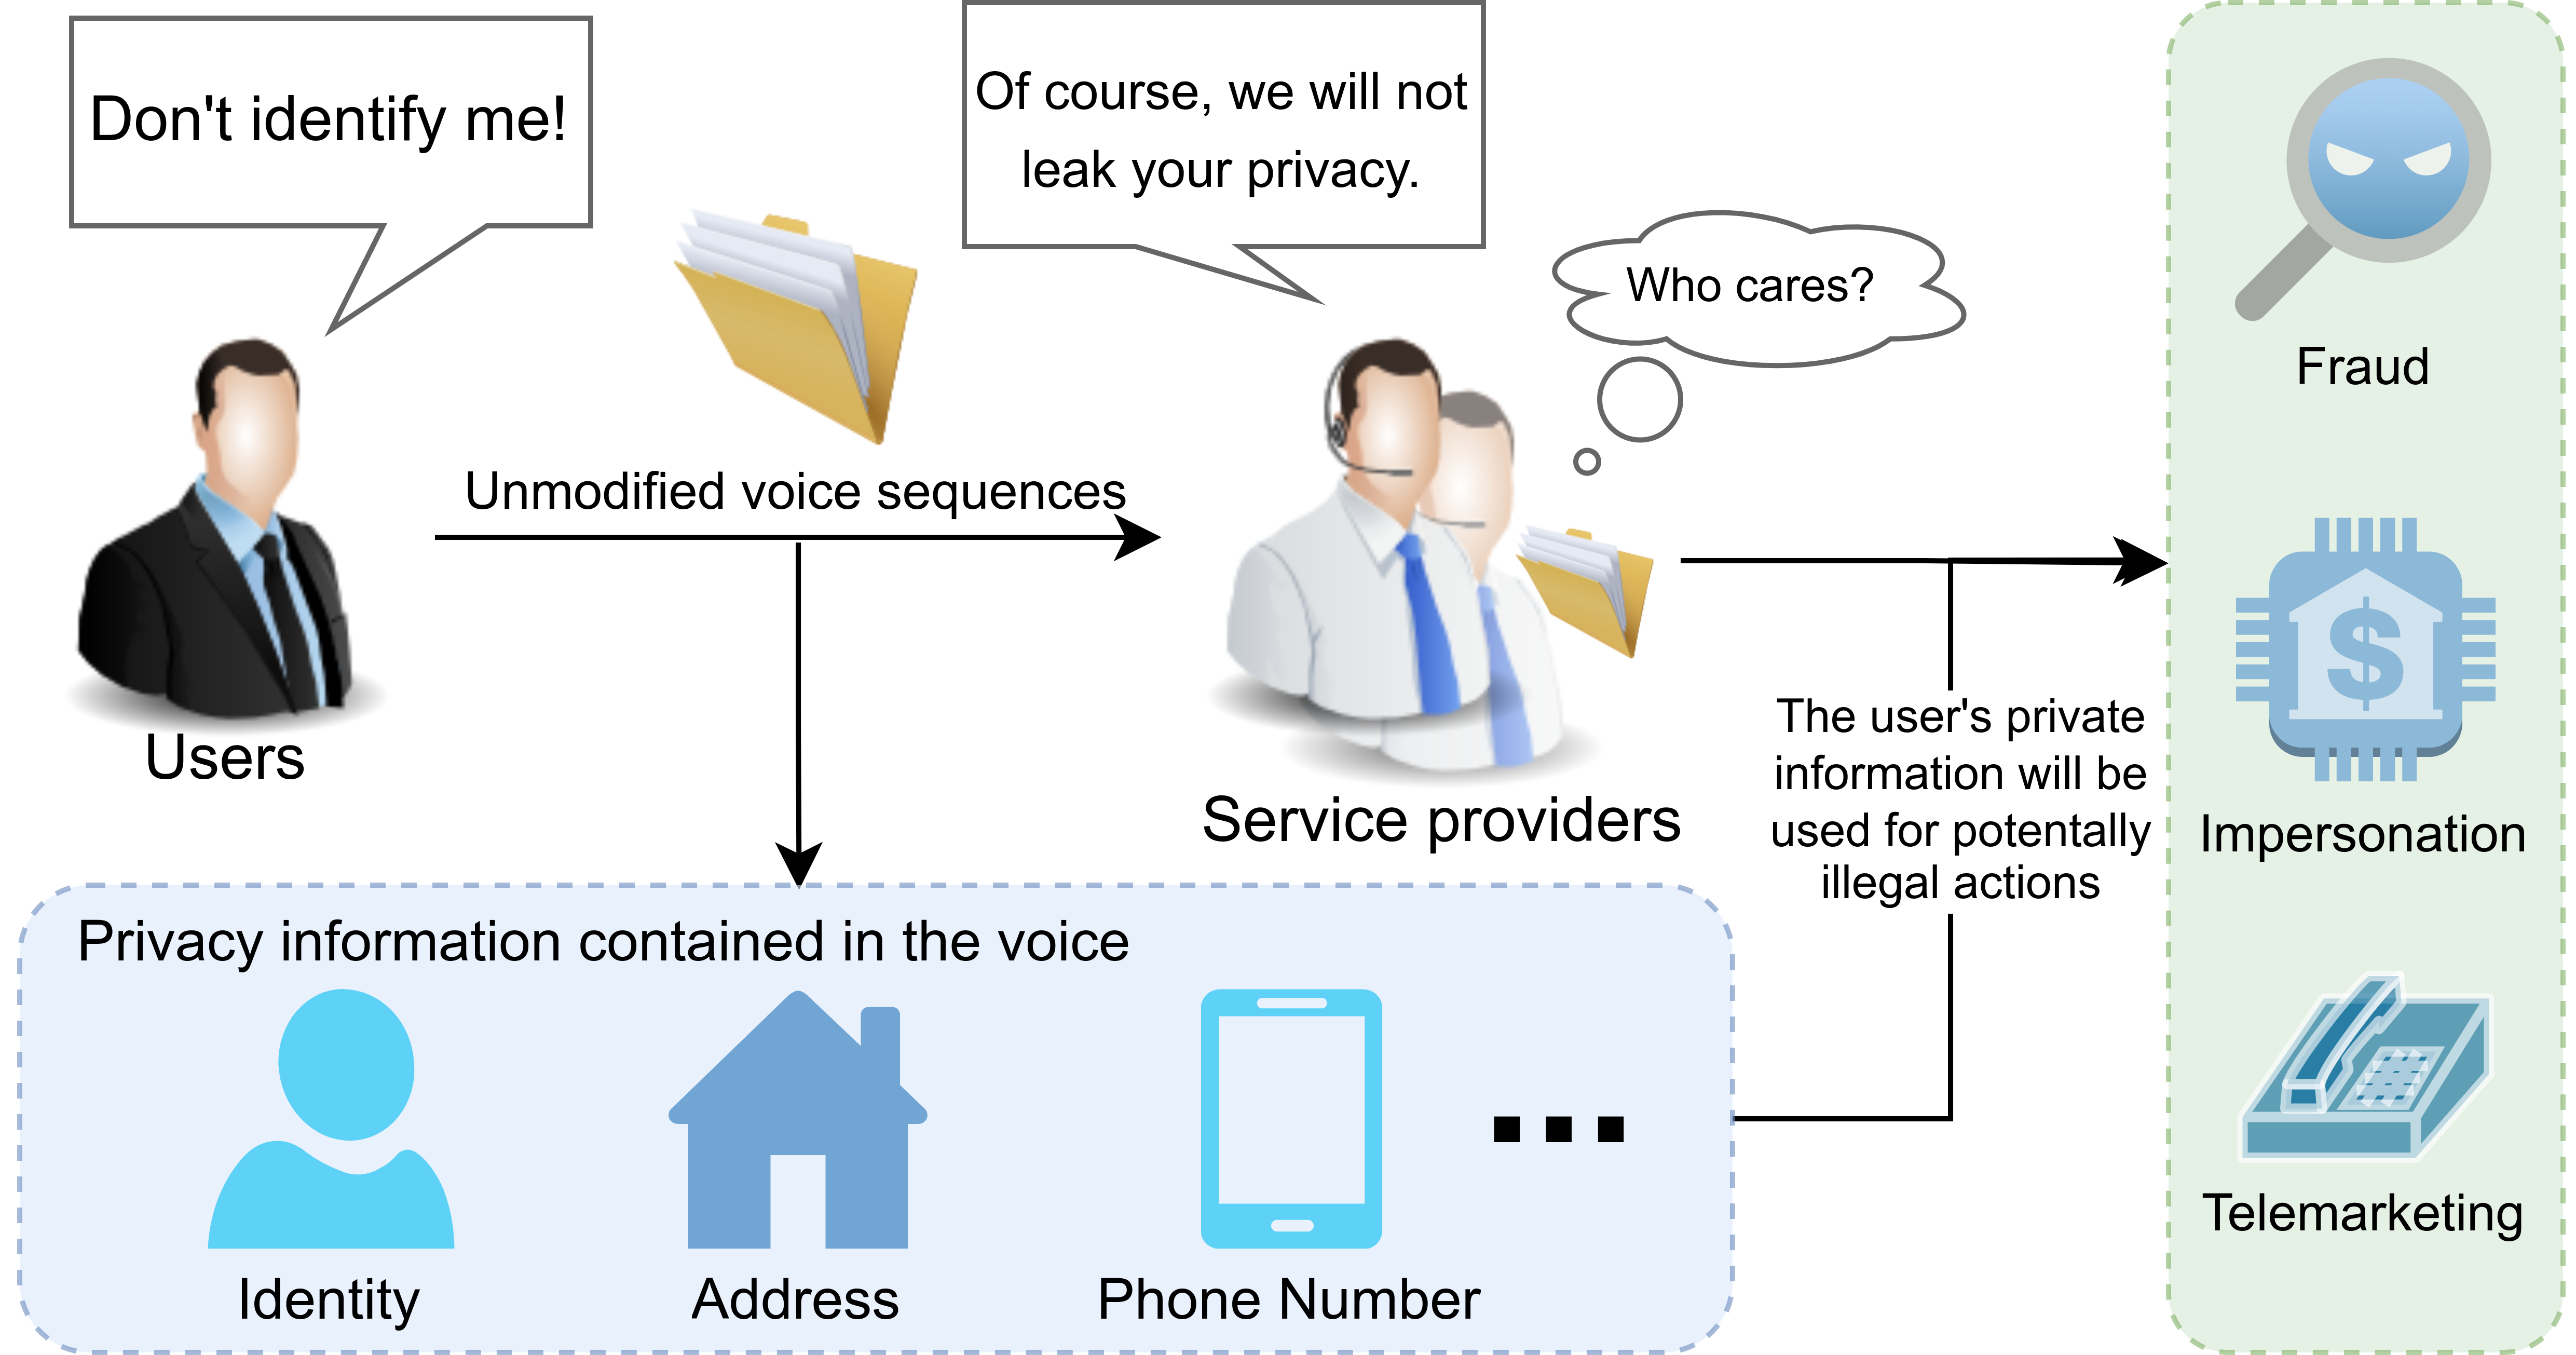 Don't identify me!
Of course, we will not
leak your privacy.
Who cares?
Unmodified voice sequences
Users
Service providers
The user's private
information will be
used for potentally
illegal actions
Privacy information contained in the voice
Identity
Address
Phone Number
...
Fraud
$
Impersonation
Telemarketing